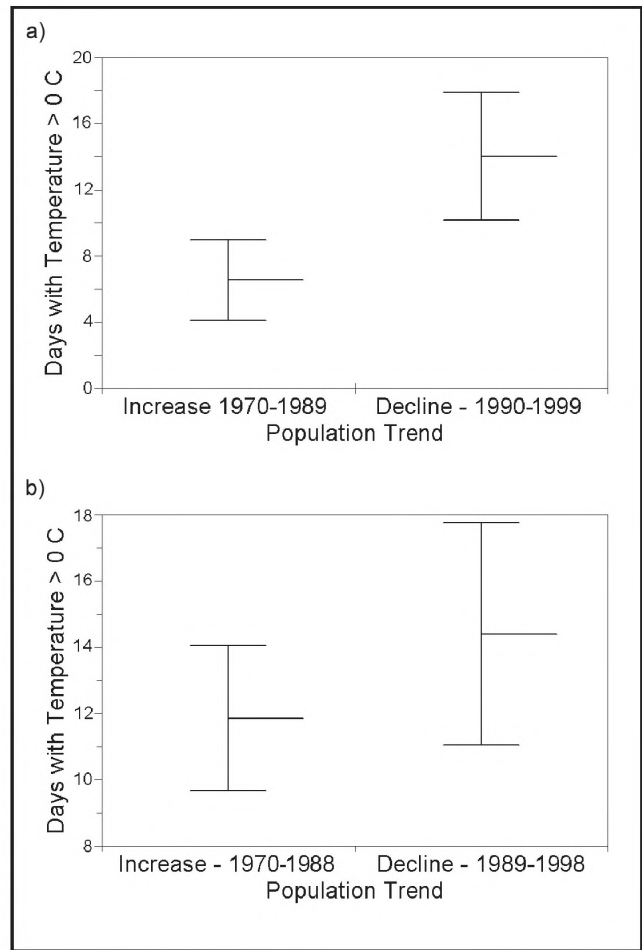 a)
Days with Temperature > 0 C
20
16
12
8
4
0
Increase 1970-1989 Decline - 1990-1999
Population Trend
b)
Days with Temperature > 0 C
18
16
14
12
10
8
Increase - 1970-1988 Decline - 1989-1998
Population Trend